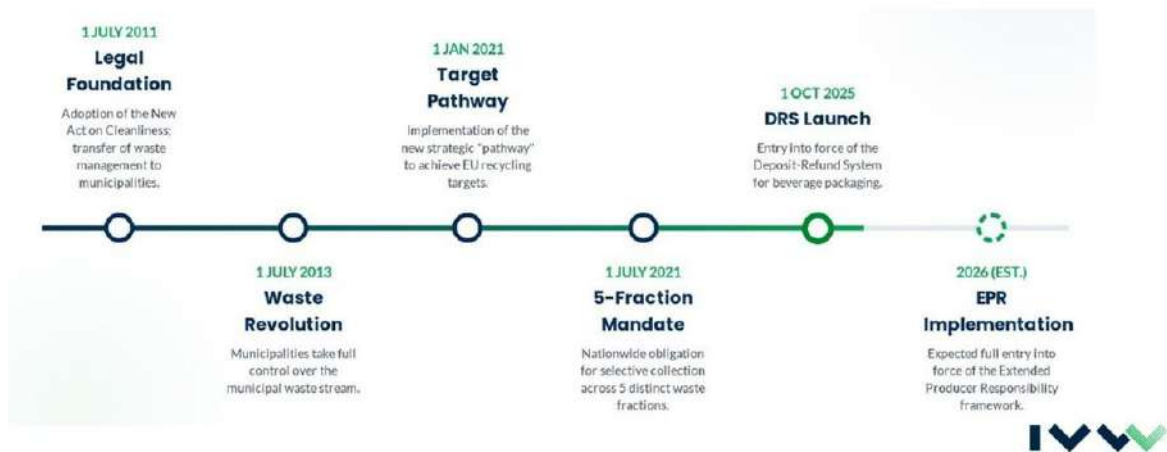 1 JULY 2011
Legal
Foundation
Adoption of the New
Act on Cleanliness;
transfer of waste
management to
municipalities.
1 JULY 2013
Waste
Revolution
Municipalities take full
control over the
municipal waste stream.
1 JAN 2021
Target
Pathway
Implementation of the
new strategic "pathway"
to achieve EU recycling
targets.
1 JULY 2021
5-Fraction
Mandate
Nationwide obligation
for selective collection
across 5 distinct waste
fractions.
1 OCT 2025
DRS Launch
Entry into force of the
Deposit-Refund System
for beverage packaging.
2026 (EST.)
EPR
Implementation
Expected full entry into
force of the Extended
Producer Responsibility
framework.